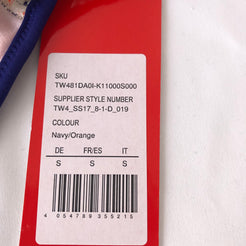 SKU
TW481DA0I-K11000S000
SUPPLIER STYLE NUMBER
TW4_SS17_8-1-D_019
COLOUR
Navy/Orange
DE FR/ES IT
S S S
4 054789 355215